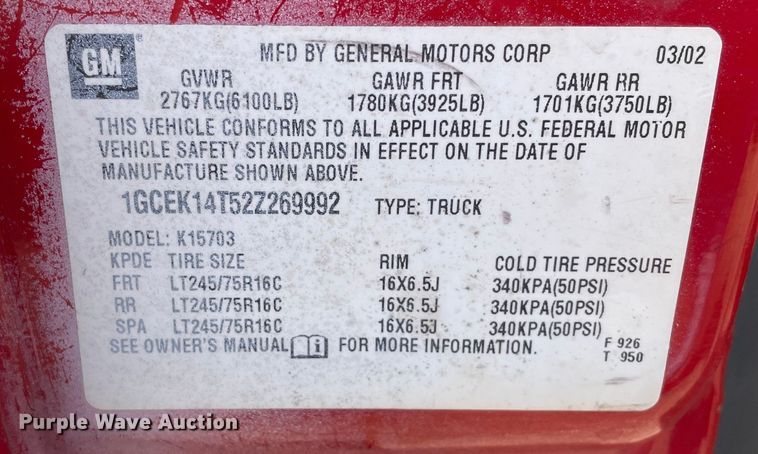 GM ®
MFD BY GENERAL MOTORS CORP 03/02
GVWR GAWR FRT GAWR RR
2767KG(6100LB) 1780KG(3925LB) 1701KG(3750LB)
THIS VEHICLE CONFORMS TO ALL APPLICABLE U.S. FEDERAL MOTOR
VEHICLE SAFETY STANDARDS IN EFFECT ON THE DATE OF
MANUFACTURE SHOWN ABOVE.
1GCEK14T52Z269992 TYPE: TRUCK
MODEL: K15703
KPDE TIRE SIZE RIM COLD TIRE PRESSURE
FRT LT245/75R16C 16X6.5J 340KPA(50PSI)
RR LT245/75R16C 16X6.5J 340KPA(50PSI)
SPA LT245/75R16C 16X6.5J 340KPA(50PSI)
SEE OWNER'S MANUAL i FOR MORE INFORMATION.
F 926
T 950
Purple Wave Auction